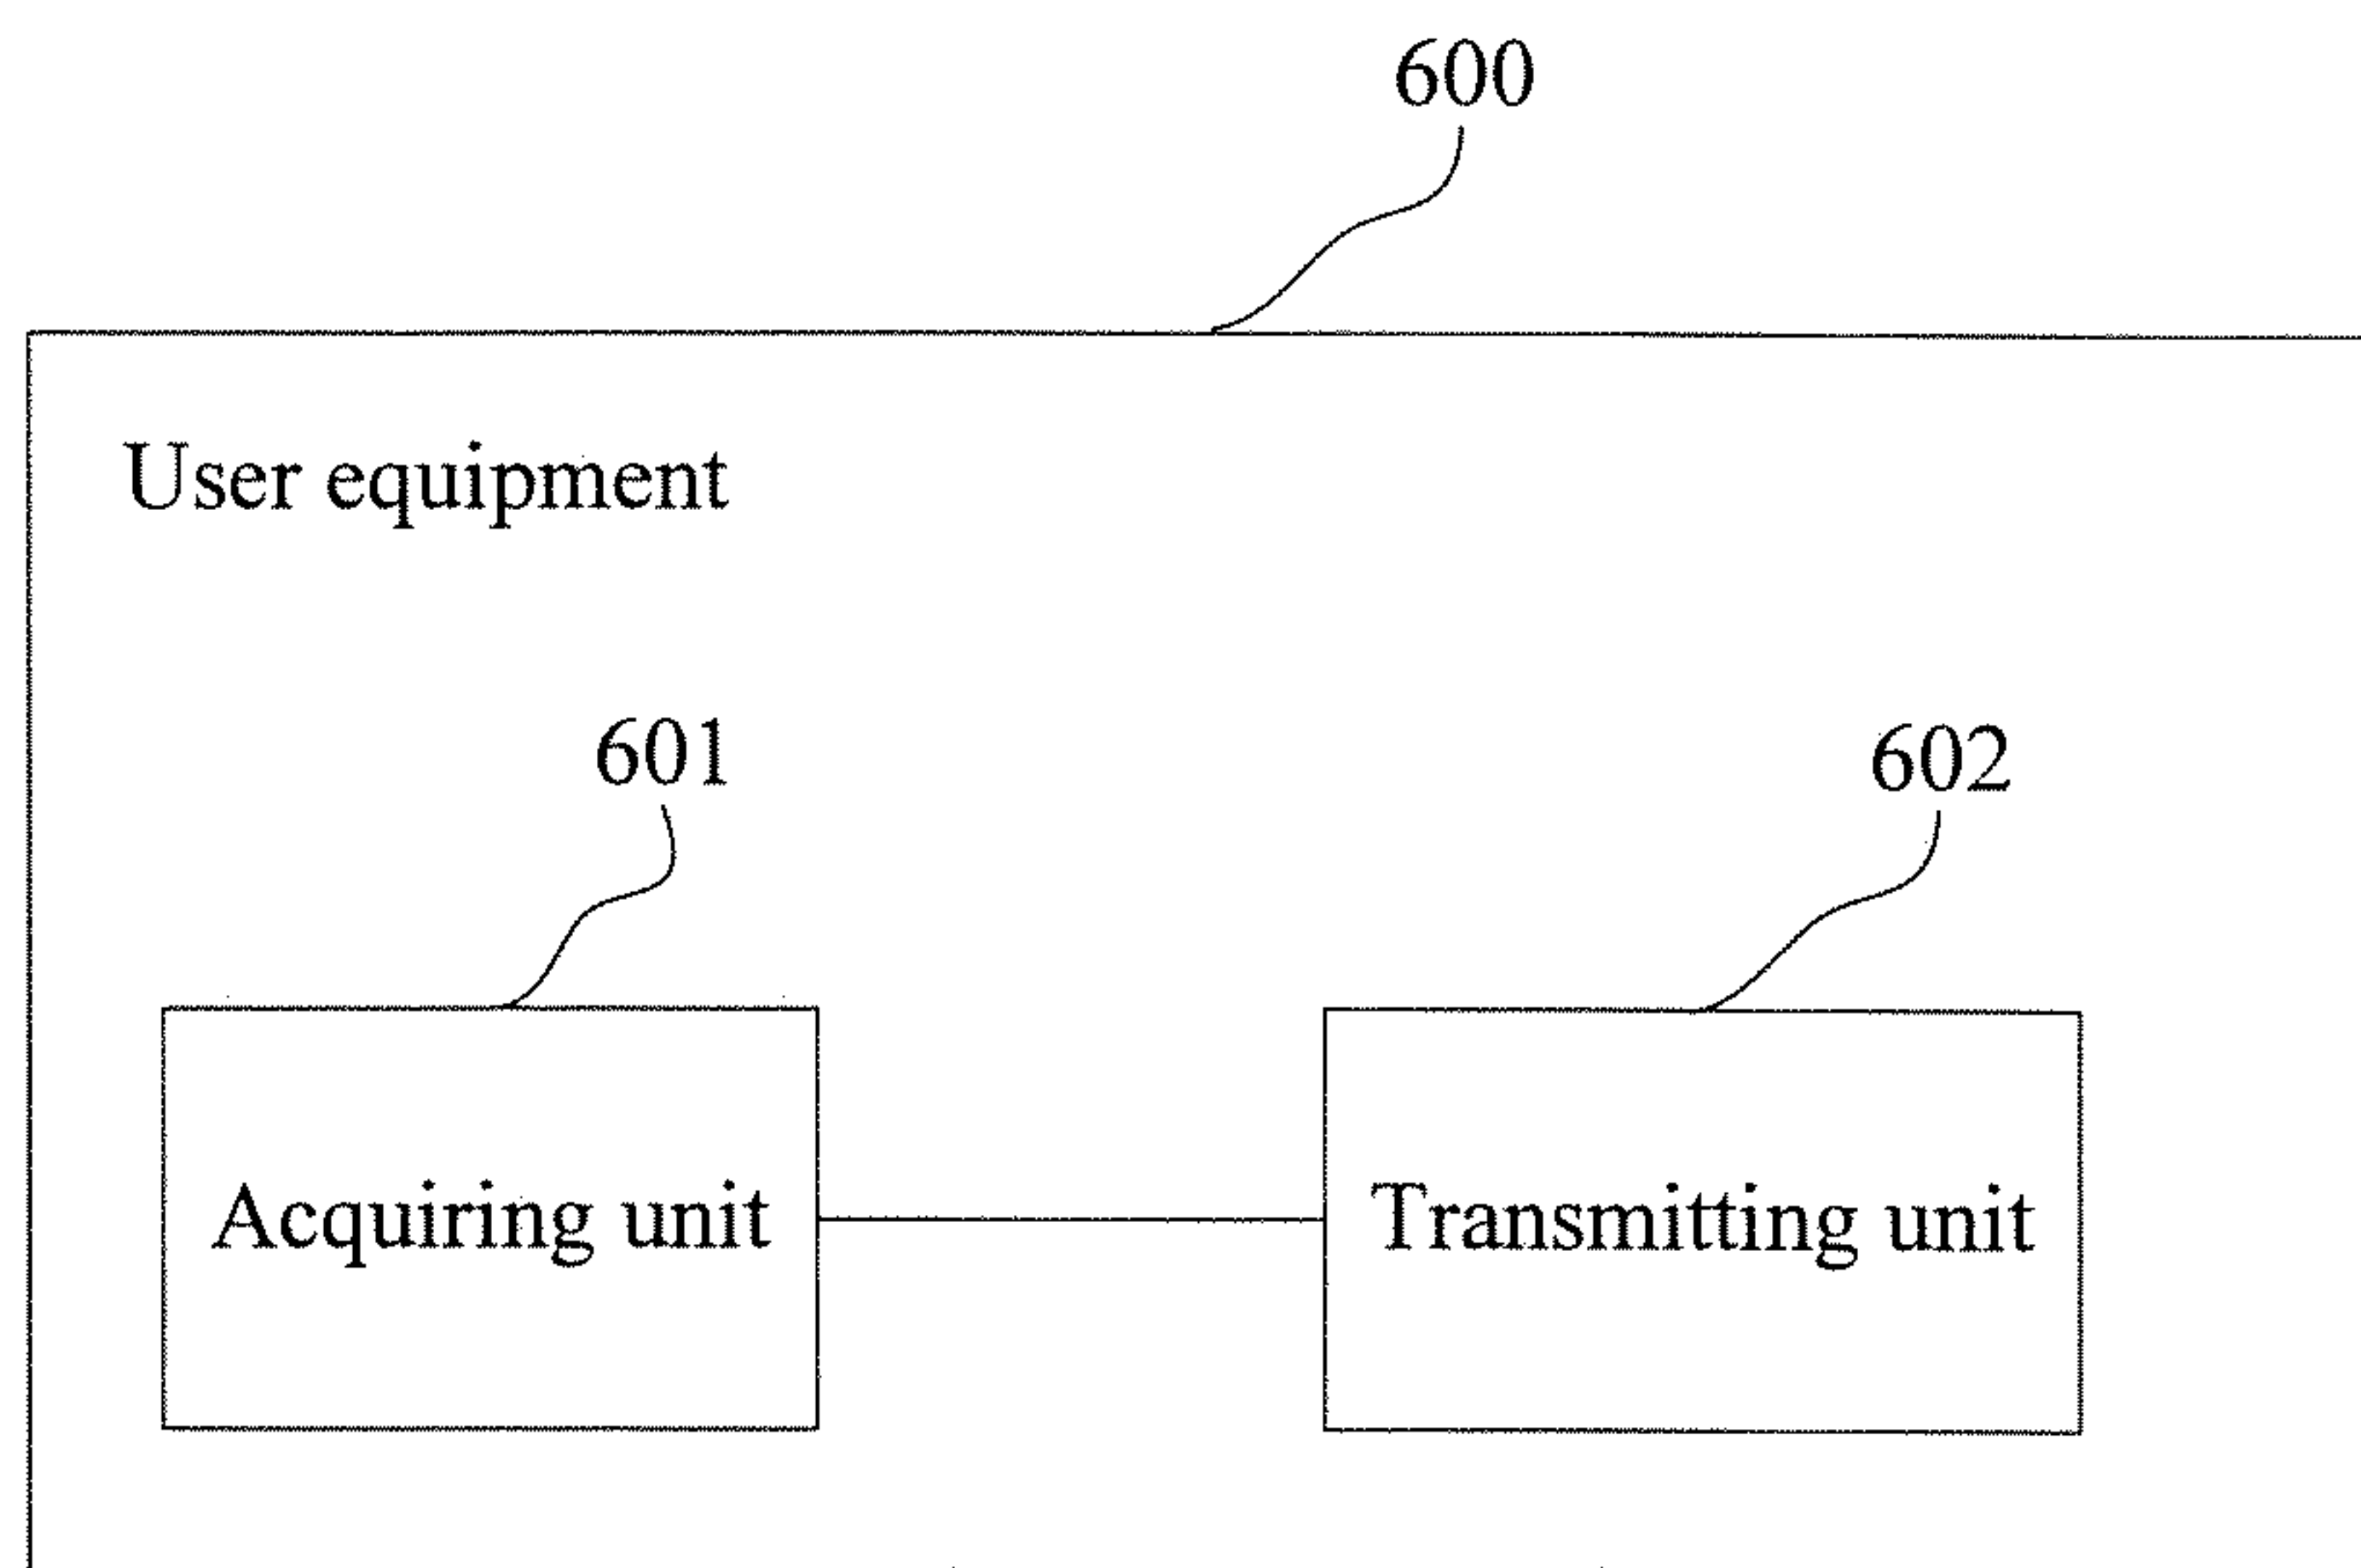 600
User equipment
601
602
Acquiring unit
Transmitting unit